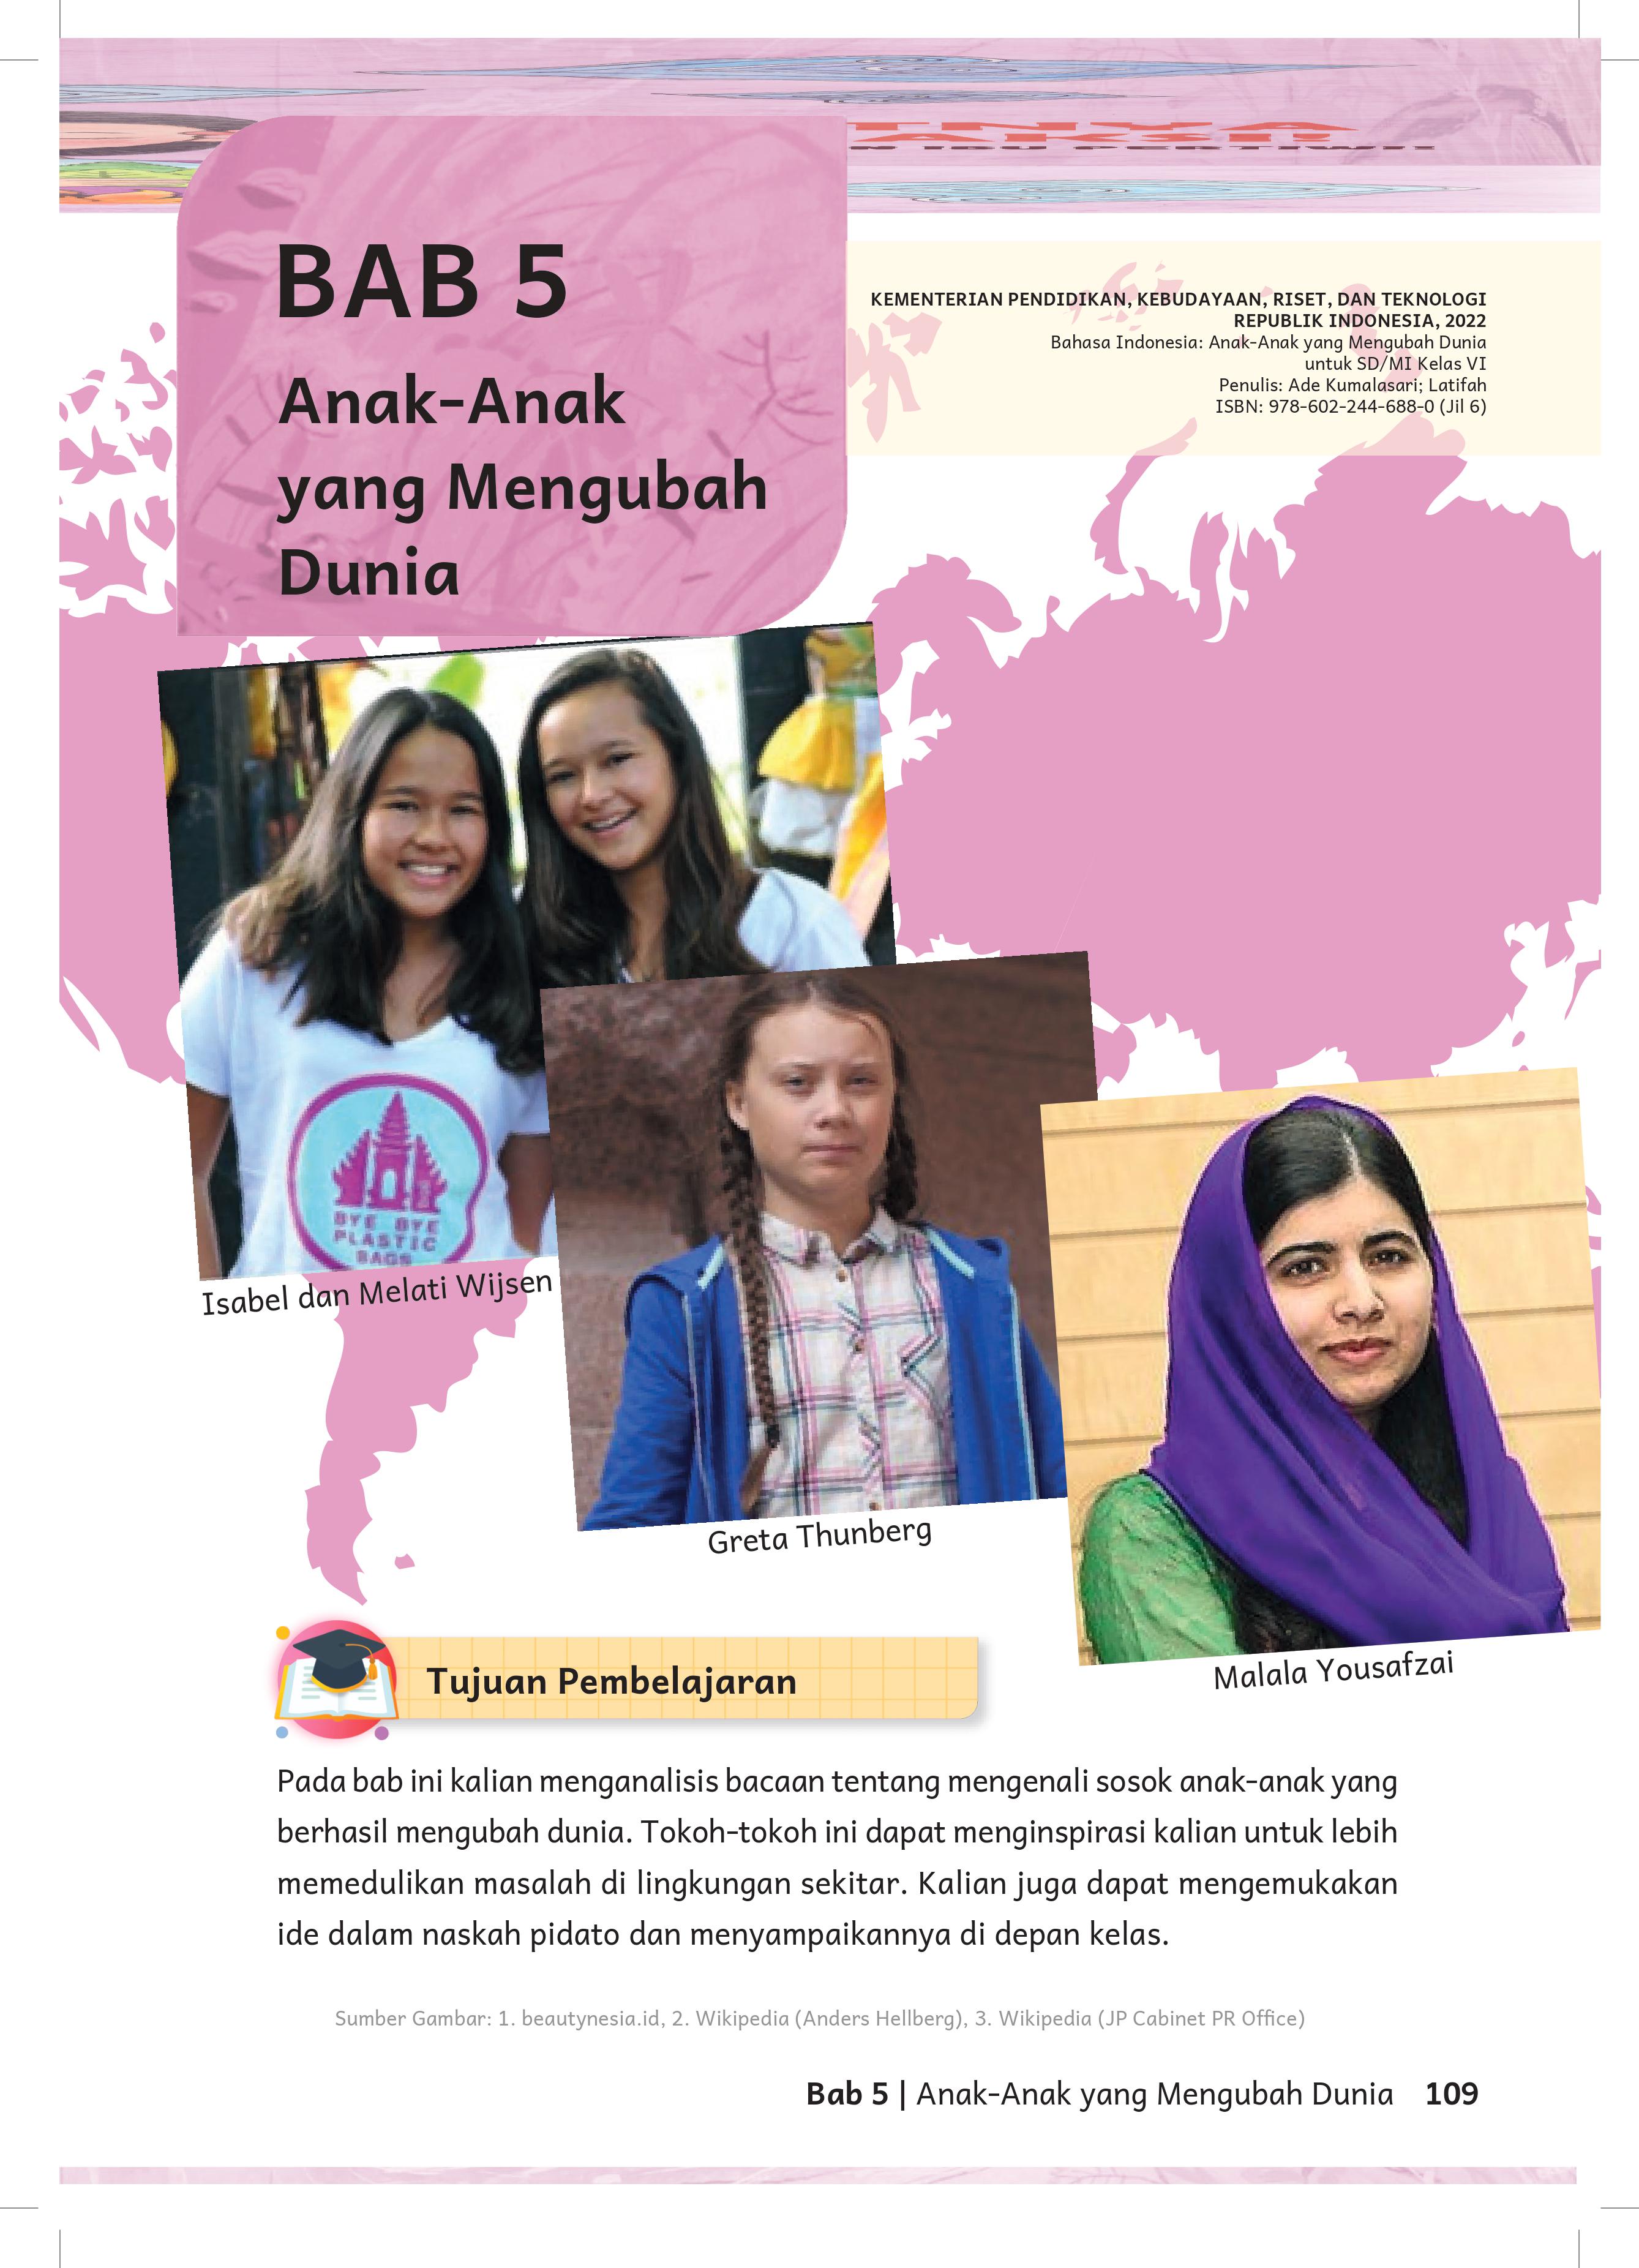 INYA
AKSI!
N IBU PERTIWI!
BAB 5
Anak-Anak
yang Mengubah
Dunia
KEMENTERIAN PENDIDIKAN, KEBUDAYAAN, RISET, DAN TEKNOLOGI
REPUBLIK INDONESIA, 2022
Bahasa Indonesia: Anak-Anak yang Mengubah Dunia
untuk SD/MI Kelas VI
Penulis: Ade Kumalasari; Latifah
ISBN: 978-602-244-688-0 (Jil 6)
BYE BYE
PLASTIC
BAGS
Isabel dan Melati Wijsen
Greta Thunberg
Malala Yousafzai
Tujuan Pembelajaran
Pada bab ini kalian menganalisis bacaan tentang mengenali sosok anak-anak yang
berhasil mengubah dunia. Tokoh-tokoh ini dapat menginspirasi kalian untuk lebih
memedulikan masalah di lingkungan sekitar. Kalian juga dapat mengemukakan
ide dalam naskah pidato dan menyampaikannya di depan kelas.
Sumber Gambar: 1. beautynesia.id, 2. Wikipedia (Anders Hellberg), 3. Wikipedia (JP Cabinet PR Office)
Bab 5 | Anak-Anak yang Mengubah Dunia 109